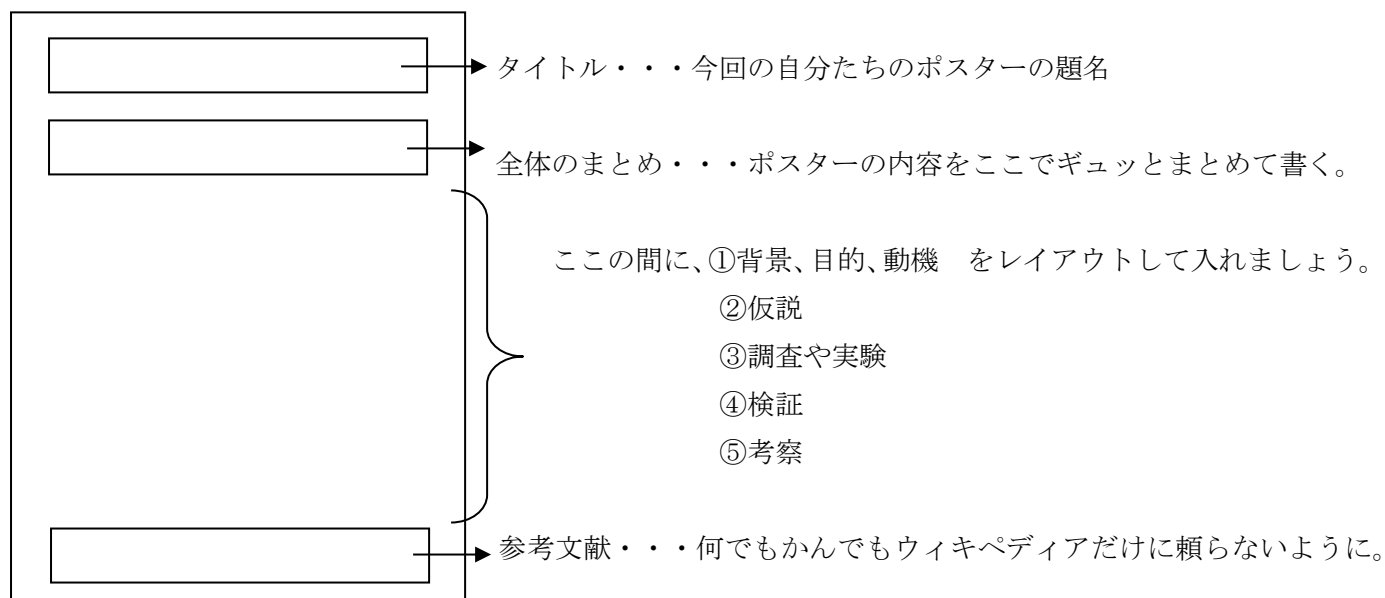 タイトル・・・今回の自分たちのポスターの題名
全体のまとめ・・・ポスターの内容をここでギュッとまとめて書く。
ここの間に、①背景、目的、動機　をレイアウトして入れましょう。
②仮説
③調査や実験
④検証
⑤考察
参考文献・・・何でもかんでもウィキペディアだけに頼らないように。